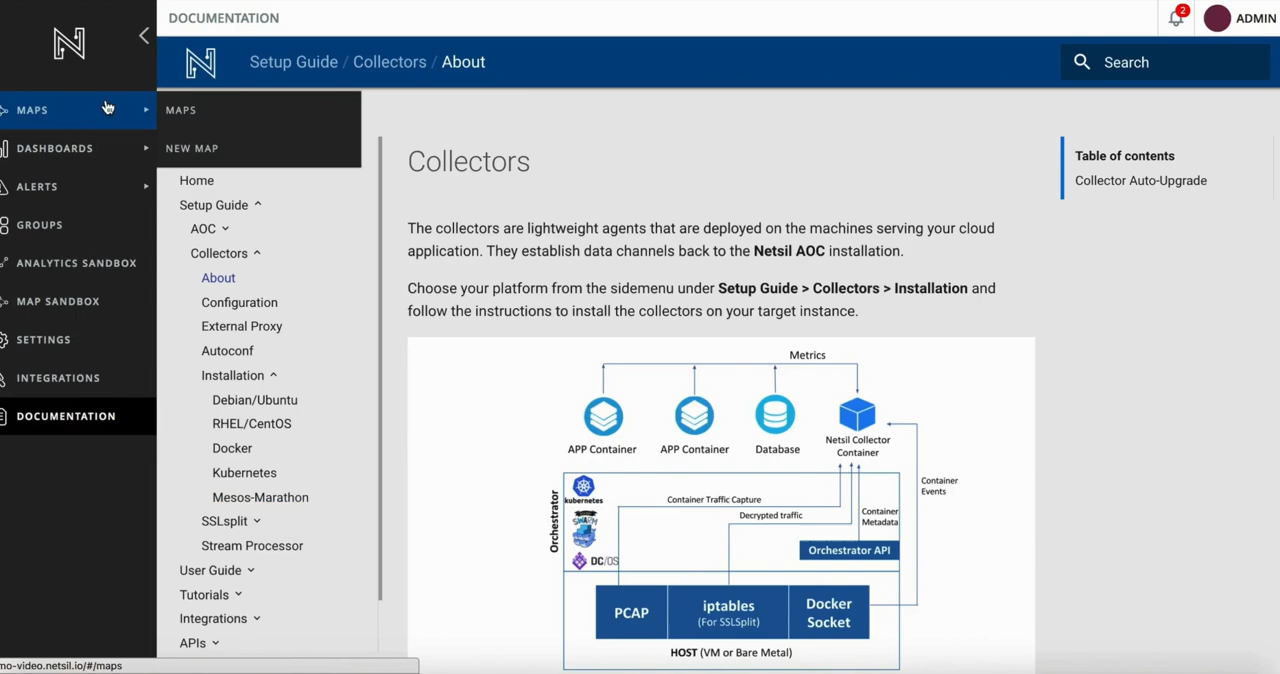 DOCUMENTATION
2
ADMIN
Setup Guide / Collectors / About
Search
MAPS
DASHBOARDS
ALERTS
GROUPS
ANALYTICS SANDBOX
MAP SANDBOX
SETTINGS
INTEGRATIONS
DOCUMENTATION
MAPS
NEW MAP
Home
Setup Guide
AOC
Collectors
About
Configuration
External Proxy
Autoconf
Installation
Debian/Ubuntu
RHEL/CentOS
Docker
Kubernetes
Mesos-Marathon
SSLsplit
Stream Processor
User Guide
Tutorials
Integrations
APIs
Collectors
The collectors are lightweight agents that are deployed on the machines serving your cloud
application. They establish data channels back to the Netsil AOC installation.
Choose your platform from the sidemenu under Setup Guide > Collectors > Installation and
follow the instructions to install the collectors on your target instance.
Metrics
APP Container
APP Container
Database
Netsil Collector
Container
Container
Events
Orchestrator
kubernetes
SWARM
DC/OS
Container Traffic Capture
Decrypted traffic
Container
Metadata
Orchestrator API
PCAP
iptables
(For SSLSplit)
Docker
Socket
HOST (VM or Bare Metal)
Table of contents
Collector Auto-Upgrade
mo-video.netsil.io/#/maps